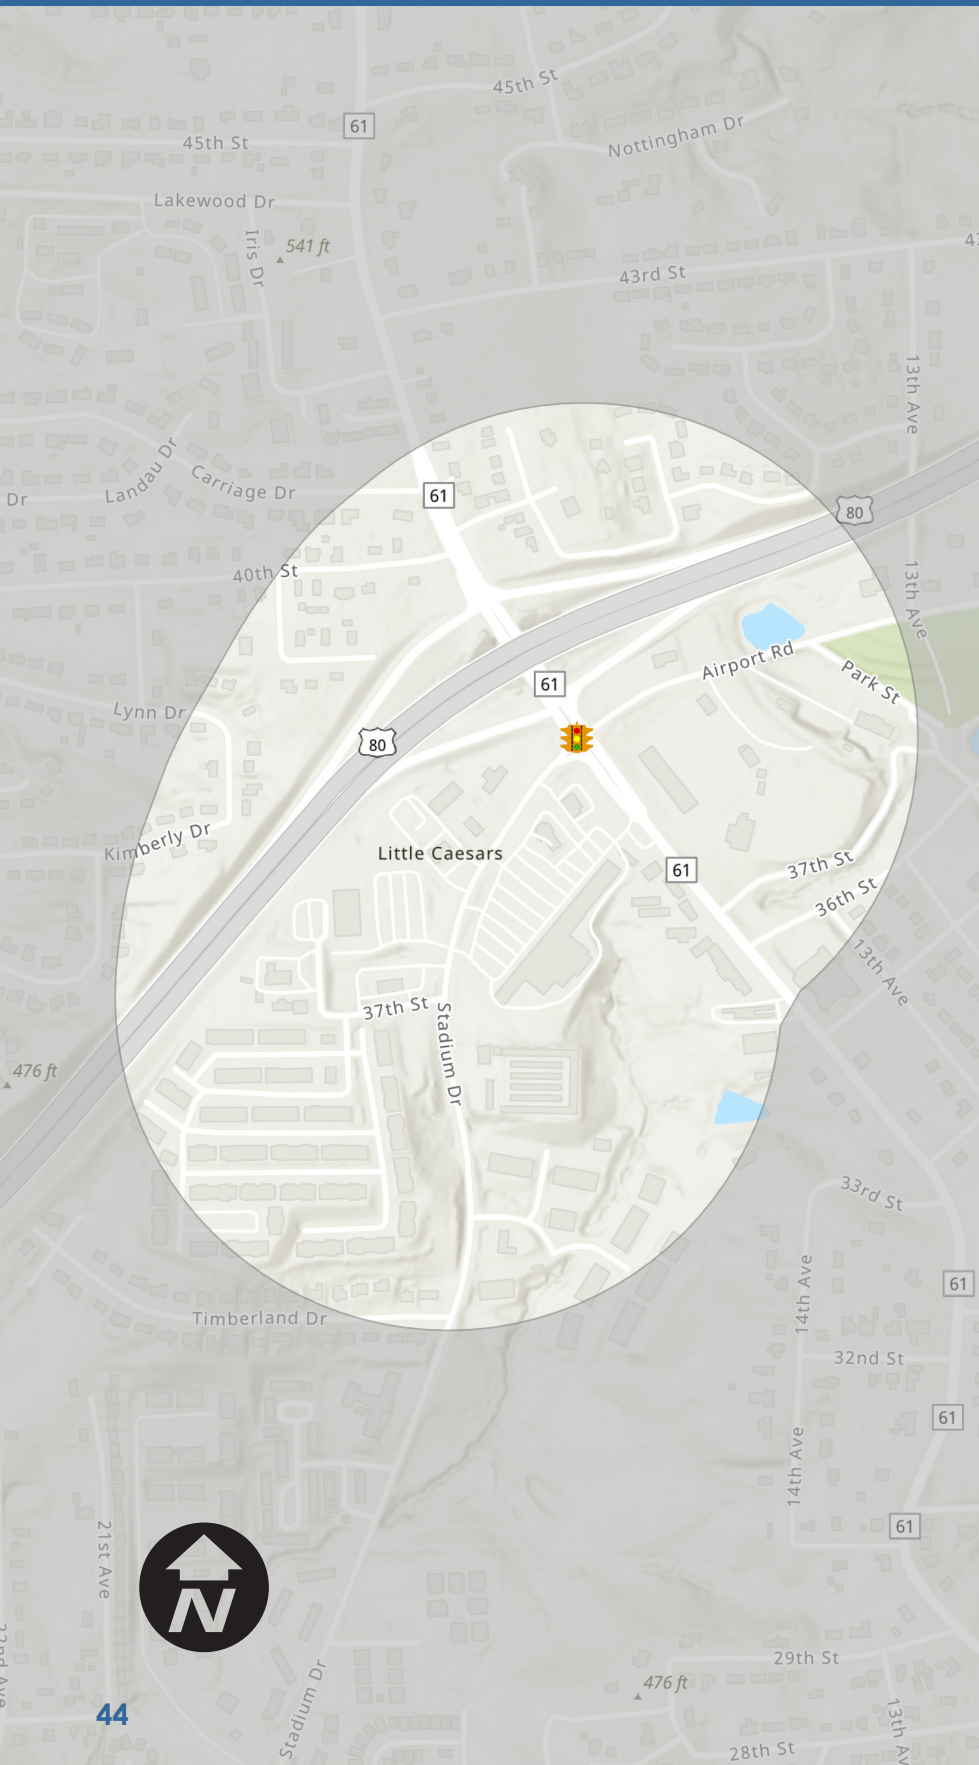 45th St
61
45th St
Nottingham Dr
Lakewood Dr
Iris Dr
541 ft
43rd St
13th Ave
Landau Dr
Carriage Dr
Dr
61
80
40th St
13th Ave
61
Airport Rd
Park St
Lynn Dr
80
Kimberly Dr
Little Caesars
61
37th St
36th St
13th Ave
37th St
Stadium Dr
476 ft
33rd St
14th Ave
61
Timberland Dr
32nd St
61
14th Ave
61
21st Ave
N
22nd Ave
29th St
476 ft
Stadium Dr
44
13th Av
28th St